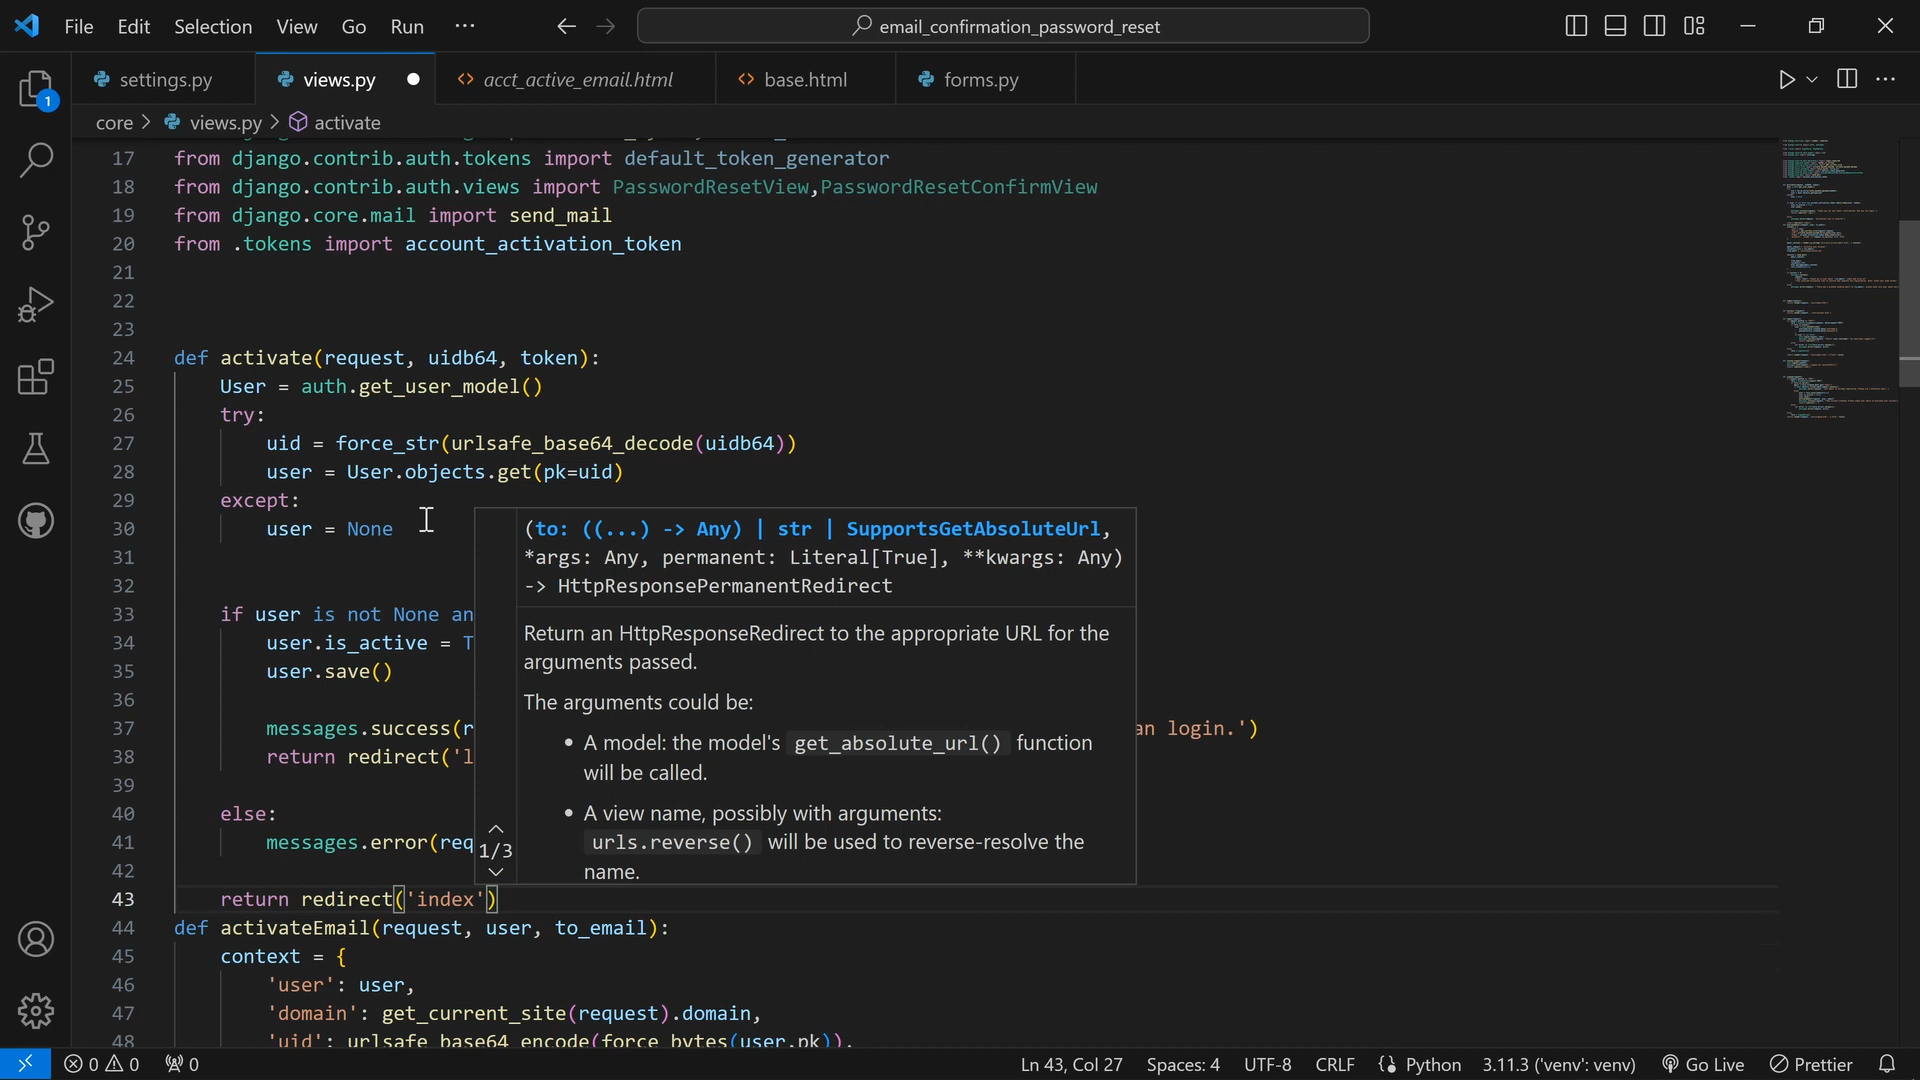 File Edit Selection View Go Run ··· email_confirmation_password_reset
settings.py views.py acct_active_email.html base.html forms.py
core > views.py > activate
17 from django.contrib.auth.tokens import default_token_generator
18 from django.contrib.auth.views import PasswordResetView,PasswordResetConfirmView
19 from django.core.mail import send_mail
20 from .tokens import account_activation_token
21
22
23
24 def activate(request, uidb64, token):
25 User = auth.get_user_model()
26 try:
27 uid = force_str(urlsafe_base64_decode(uidb64))
28 user = User.objects.get(pk=uid)
29 except:
30 user = None
31
32
33 if user is not None an
34 user.is_active = T
35 user.save()
36
37 messages.success(r an login.')
38 return redirect('l
39
40 else:
41 messages.error(req
42
43 return redirect('index')
44 def activateEmail(request, user, to_email):
45 context = {
46 'user': user,
47 'domain': get_current_site(request).domain,
48 'uid': urlsafe_base64_encode(force_bytes(user.pk)),
(to: ((...) -> Any) | str | SupportsGetAbsoluteUrl,
*args: Any, permanent: Literal[True], **kwargs: Any)
-> HttpResponsePermanentRedirect
Return an HttpResponseRedirect to the appropriate URL for the
arguments passed.
The arguments could be:
• A model: the model's get_absolute_url() function
will be called.
• A view name, possibly with arguments:
urls.reverse() will be used to reverse-resolve the
name.
1/3
1
0 0 0 Ln 43, Col 27 Spaces: 4 UTF-8 CRLF Python 3.11.3 ('venv': venv) Go Live Prettier